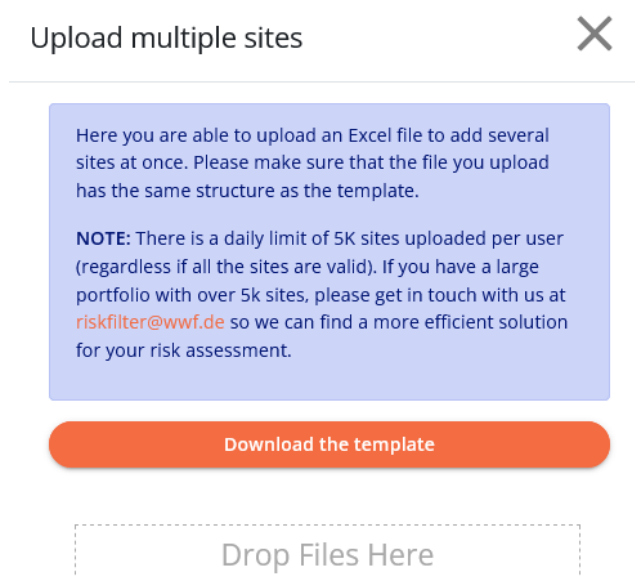 Upload multiple sites
Here you are able to upload an Excel file to add several
sites at once. Please make sure that the file you upload
has the same structure as the template.
NOTE: There is a daily limit of 5K sites uploaded per user
(regardless if all the sites are valid). If you have a large
portfolio with over 5k sites, please get in touch with us at
riskfilter@wwf.de so we can find a more efficient solution
for your risk assessment.
Download the template
Drop Files Here